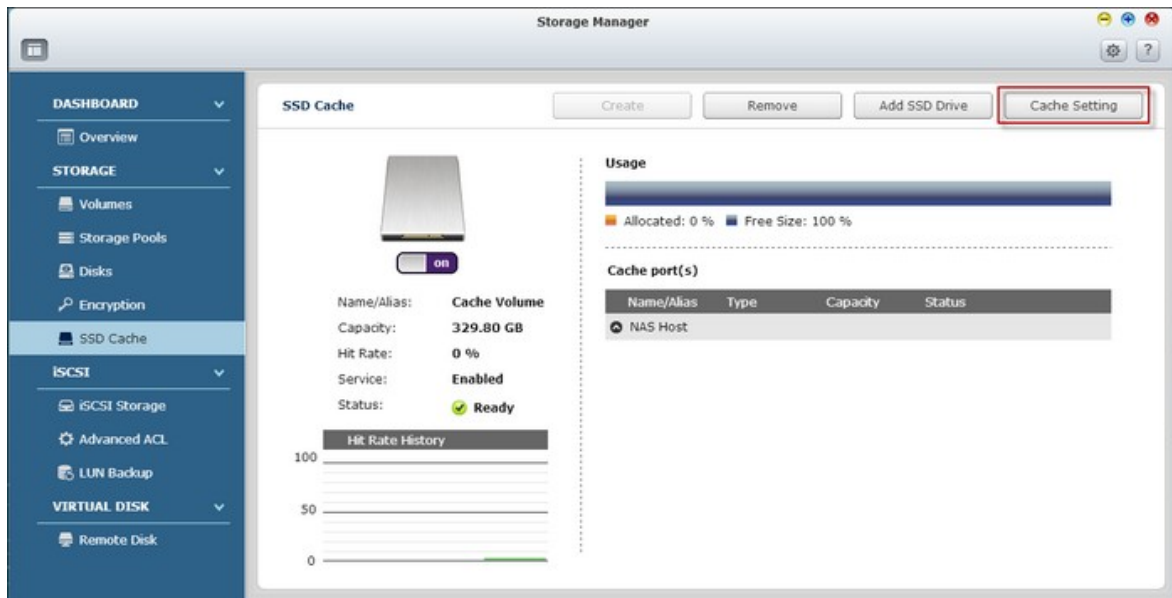 Storage Manager
?
DASHBOARD
Overview
STORAGE
Volumes
Storage Pools
Disks
Encryption
SSD Cache
iSCSI
iSCSI Storage
Advanced ACL
LUN Backup
VIRTUAL DISK
Remote Disk
SSD Cache Create Remove Add SSD Drive Cache Setting
on
Name/Alias: Cache Volume
Capacity: 329.80 GB
Hit Rate: 0 %
Service: Enabled
Status: Ready
Hit Rate History
100
50
0
Usage
Allocated: 0 % Free Size: 100 %
Cache port(s)
Name/Alias Type Capacity Status
NAS Host